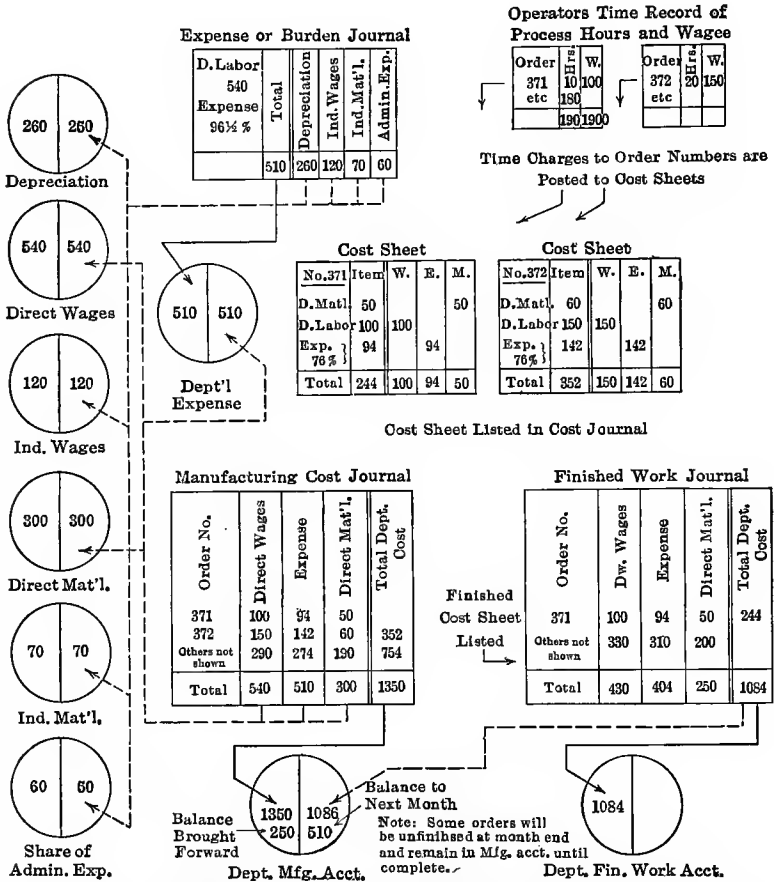 Operators Time Record of
Process Hours and Wagee
Expense or Burden Journal
D.Labor
540
Expense
96½ %
Total Depreciation Ind.Wages Ind.Mat'l. Admin.Exp.
510 260 120 70 60
Order Hrs. W.
371 10 100
etc 180
190 1900
Order Hrs. W.
372 20 150
etc
260 260
Depreciation
Time Charges to Order Numbers are
Posted to Cost Sheets
540 540
Direct Wages
510 510
Dept'l
Expense
Cost Sheet
No.371 Item W. E. M.
D.Matl. 50 50
D.Labor 100 100
Exp. } 94 94
76%
Total 244 100 94 50
Cost Sheet
No.372 Item W. E. M.
D.Matl. 60 60
D.Labor 150 150
Exp. } 142 142
76%
Total 352 150 142 60
120 120
Ind. Wages
Cost Sheet Listed in Cost Journal
300 300
Direct Mat'l.
Manufacturing Cost Journal
Order No. Direct Wages Expense Direct Mat'l. Total Dept. Cost
371 100 94 50
372 150 142 60 352
Others not shown 290 274 190 754
Total 540 510 300 1350
Finished
Cost Sheet
Listed
Finished Work Journal
Order No. Dw. Wages Expense Direct Mat'l. Total Dept. Cost
371 100 94 50 244
Others not shown 330 310 200
Total 430 404 250 1084
70 70
Ind. Mat'l.
60 60
Share of
Admin. Exp.
Balance
Brought
Forward
1350 1086
250 510
Dept. Mfg. Acct.
Balance to
Next Month
Note: Some orders will
be unfinihsed at month end
and remain in Mfg. acct. until
complete.
1084
Dept. Fin. Work Acct.